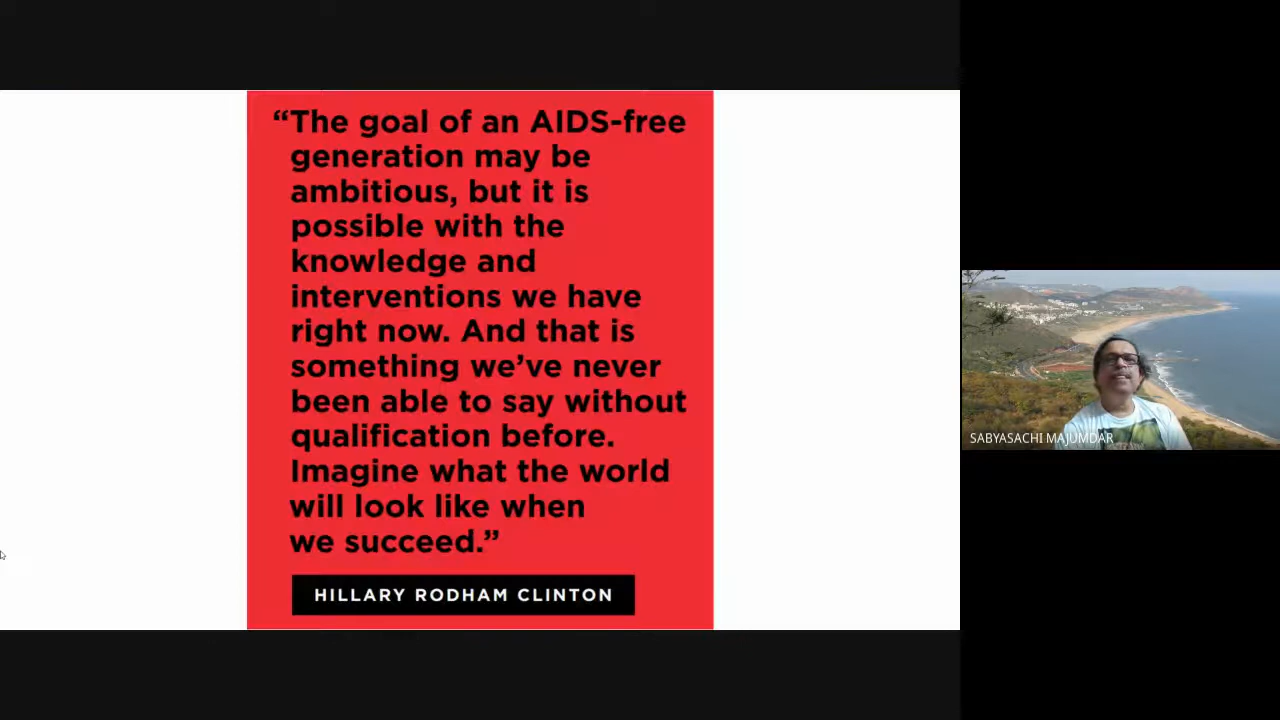 “The goal of an AIDS-free
generation may be
ambitious, but it is
possible with the
knowledge and
interventions we have
right now. And that is
something we’ve never
been able to say without
qualification before.
Imagine what the world
will look like when
we succeed.”
HILLARY RODHAM CLINTON
SABYASACHI MAJUMDAR